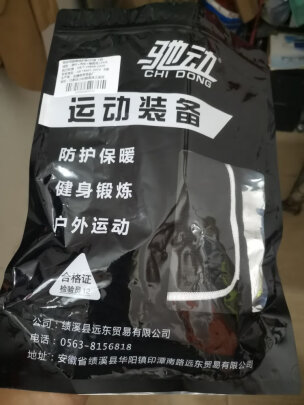 驰动
CHI DONG
运动装备
防护保暖
健身锻炼
户外运动
合格证
公司：绩溪县远东贸易有限公司
电话：0563-8156818
地址：安徽省绩溪县华阳镇印潭南路远东贸易有限公司